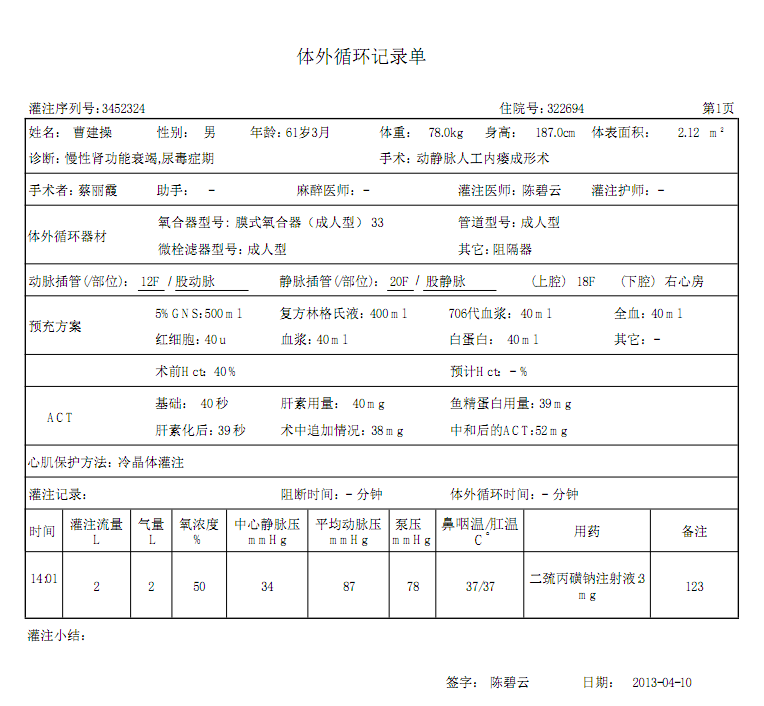 体外循环记录单
灌注序列号:3452324 住院号:322694 第1页
姓名: 曹建操 性别: 男 年龄:61岁3月 体重: 78.0kg 身高: 187.0cm 体表面积: 2.12 m²
诊断:慢性肾功能衰竭,尿毒症期 手术:动静脉人工内瘘成形术
手术者:蔡丽霞 助手: - 麻醉医师:- 灌注医师:陈碧云 灌注护师:-
体外循环器材
氧合器型号:膜式氧合器（成人型）33 管道型号:成人型
微栓滤器型号:成人型 其它:阻隔器
动脉插管(/部位): 12F /股动脉 静脉插管(/部位): 20F / 股静脉 (上腔) 18F (下腔) 右心房
预充方案
5%GNS:500ml 复方林格氏液:400ml 706代血浆: 40ml 全血:40ml
红细胞:40u 血浆:40ml 白蛋白: 40ml 其它:-
术前Hct: 40% 预计Hct: -%
ACT
基础: 40秒 肝素用量: 40mg 鱼精蛋白用量:39mg
肝素化后:39秒 术中追加情况:38mg 中和后的ACT:52mg
心肌保护方法:冷晶体灌注
灌注记录: 阻断时间:-分钟 体外循环时间:-分钟
时间 灌注流量 L 气量 L 氧浓度 % 中心静脉压 mmHg 平均动脉压 mmHg 泵压 mmHg 鼻咽温/肛温 C° 用药 备注
14:01 2 2 50 34 87 78 37/37 二巯丙磺钠注射液:3 mg 123
灌注小结:
签字: 陈碧云 日期: 2013-04-10